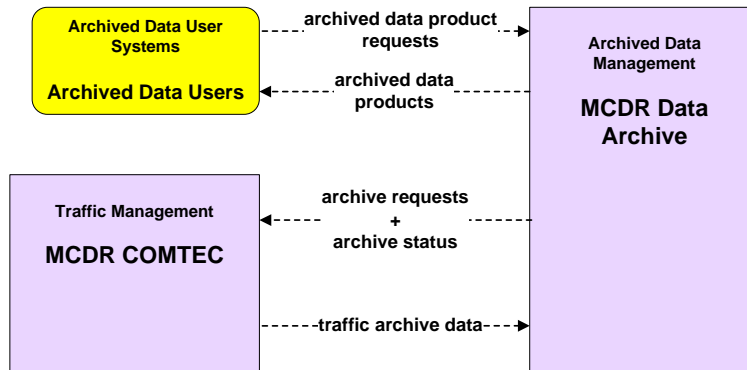 Archived Data User
Systems
Archived Data Users
archived data product
requests
archived data
products
Archived Data
Management
MCDR Data
Archive
Traffic Management
MCDR COMTEC
archive requests
+
archive status
traffic archive data